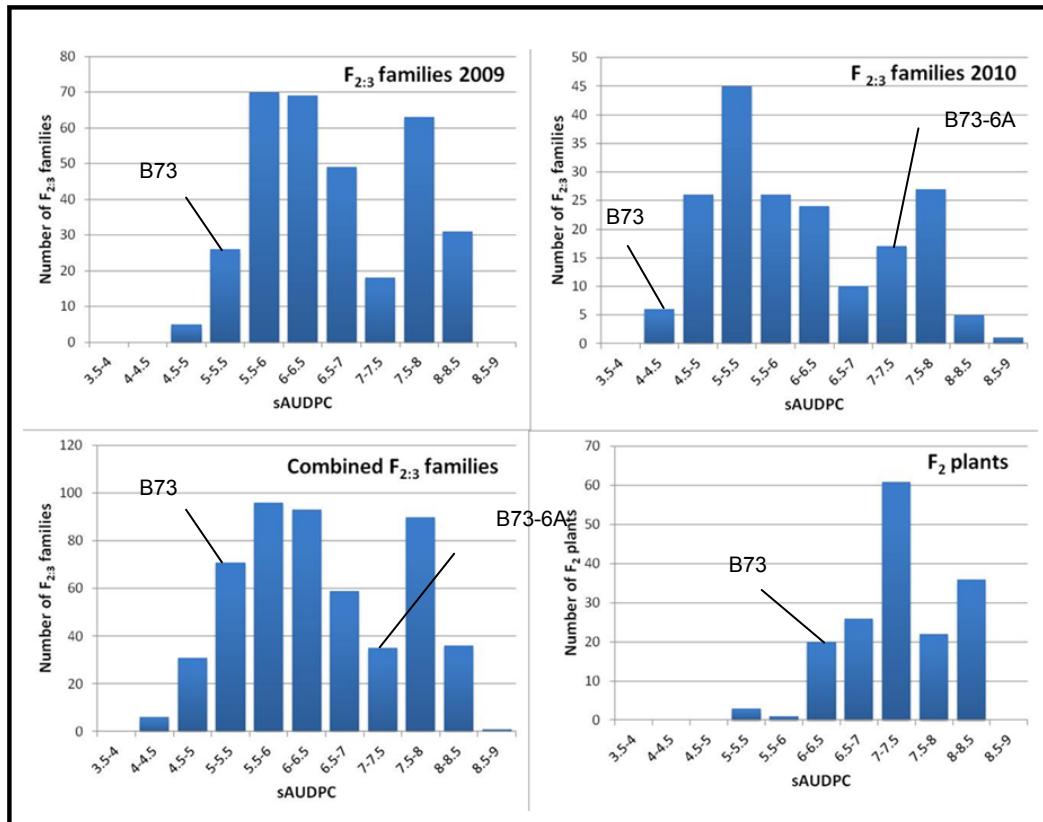 F2:3 families 2009
Number of F2:3 families
80
70
60
50
40
30
20
10
0
B73
3.5-4 4-4.5 4.5-5 5-5.5 5.5-6 6-6.5 6.5-7 7-7.5 7.5-8 8-8.5 8.5-9
sAUDPC
F 2:3 families 2010
Number of F2:3 families
50
45
40
35
30
25
20
15
10
5
0
B73-6A
B73
3.5-4 4-4.5 4.5-5 5-5.5 5.5-6 6-6.5 6.5-7 7-7.5 7.5-8 8-8.5 8.5-9
sAUDPC
Combined F2:3 families
Number of F2:3 families
120
100
80
60
40
20
0
B73
B73-6A
3.5-4 4-4.5 4.5-5 5-5.5 5.5-6 6-6.5 6.5-7 7-7.5 7.5-8 8-8.5 8.5-9
sAUDPC
F2 plants
Number of F2 plants
70
60
50
40
30
20
10
0
B73
3.5-4 4-4.5 4.5-5 5-5.5 5.5-6 6-6.5 6.5-7 7-7.5 7.5-8 8-8.5 8.5-9
sAUDPC